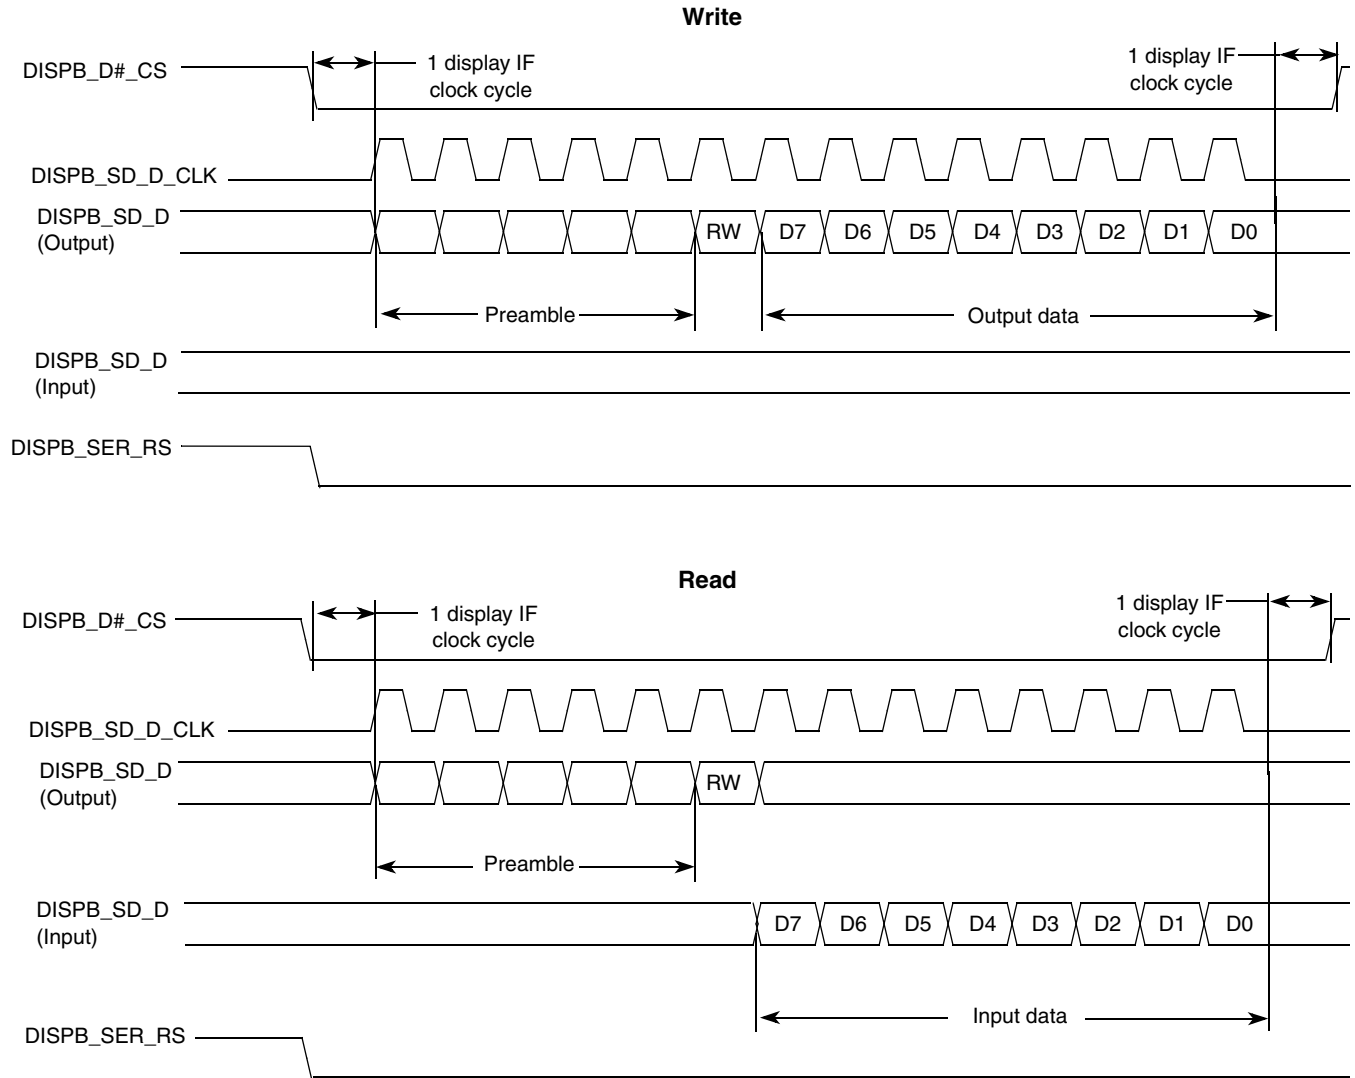 Write
DISPB_D#_CS
1 display IF
clock cycle
1 display IF
clock cycle
DISPB_SD_D_CLK
DISPB_SD_D
(Output)
RW D7 D6 D5 D4 D3 D2 D1 D0
Preamble
Output data
DISPB_SD_D
(Input)
DISPB_SER_RS
Read
DISPB_D#_CS
1 display IF
clock cycle
1 display IF
clock cycle
DISPB_SD_D_CLK
DISPB_SD_D
(Output)
RW
Preamble
DISPB_SD_D
(Input)
D7 D6 D5 D4 D3 D2 D1 D0
Input data
DISPB_SER_RS